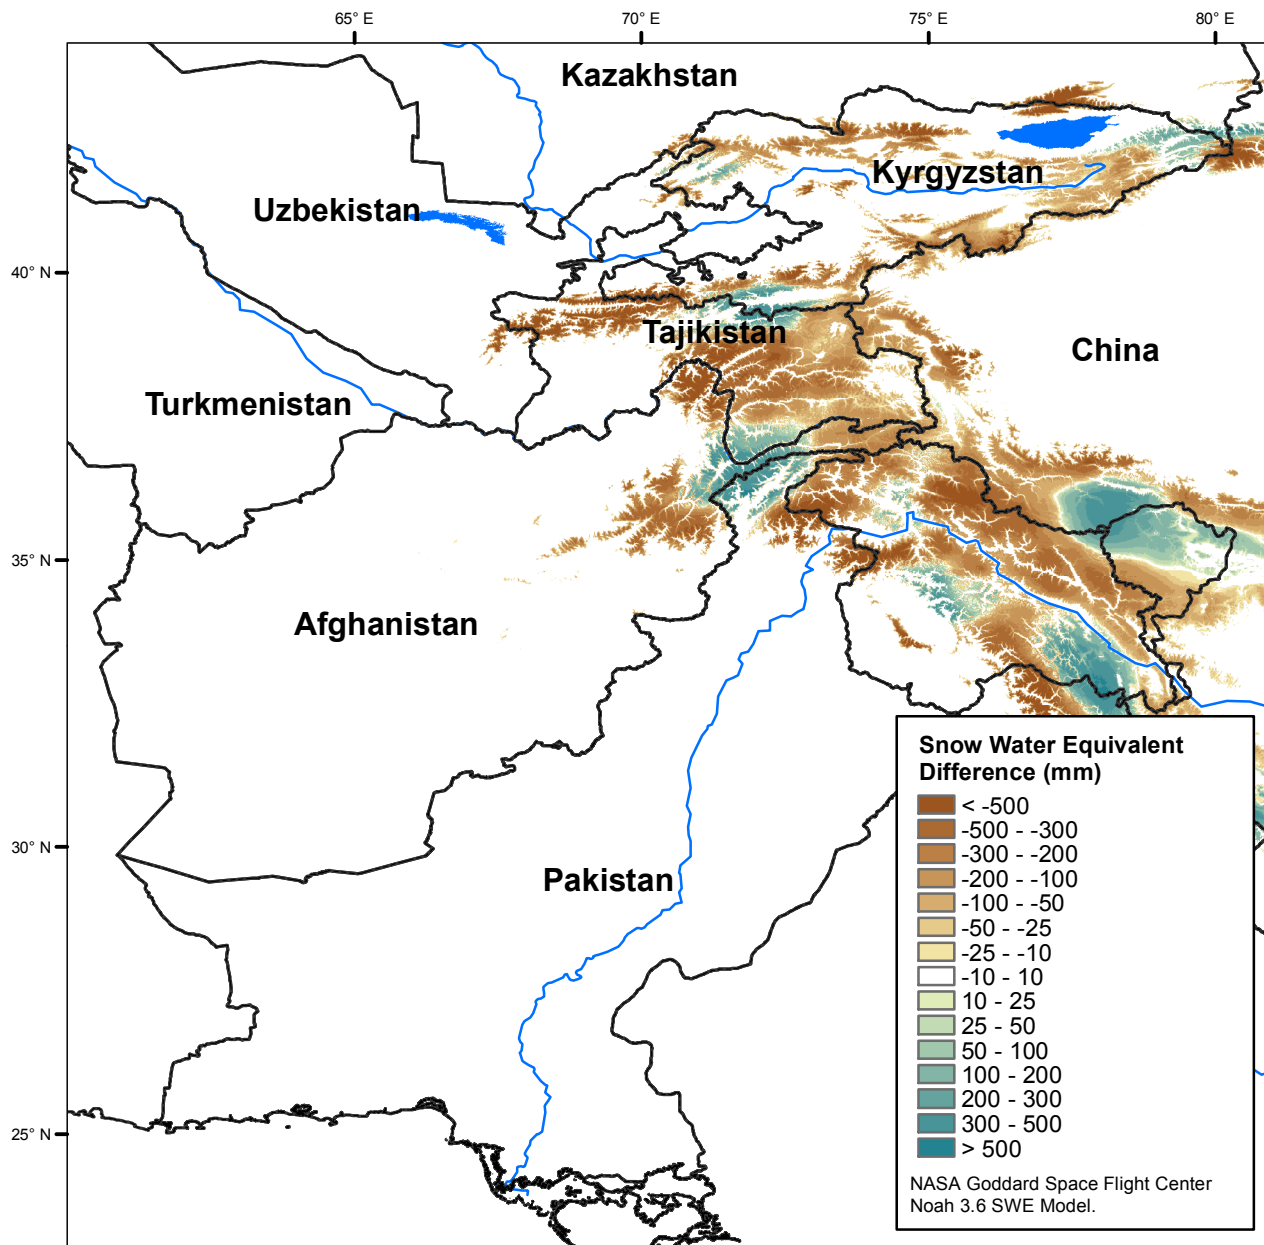 65° E
70° E
75° E
80° E
Kazakhstan
Kyrgyzstan
Uzbekistan
40° N
Tajikistan
China
Turkmenistan
35° N
Afghanistan
30° N
Pakistan
25° N
Snow Water Equivalent
Difference (mm)
< -500
-500 - -300
-300 - -200
-200 - -100
-100 - -50
-50 - -25
-25 - -10
-10 - 10
10 - 25
25 - 50
50 - 100
100 - 200
200 - 300
300 - 500
> 500
NASA Goddard Space Flight Center
Noah 3.6 SWE Model.